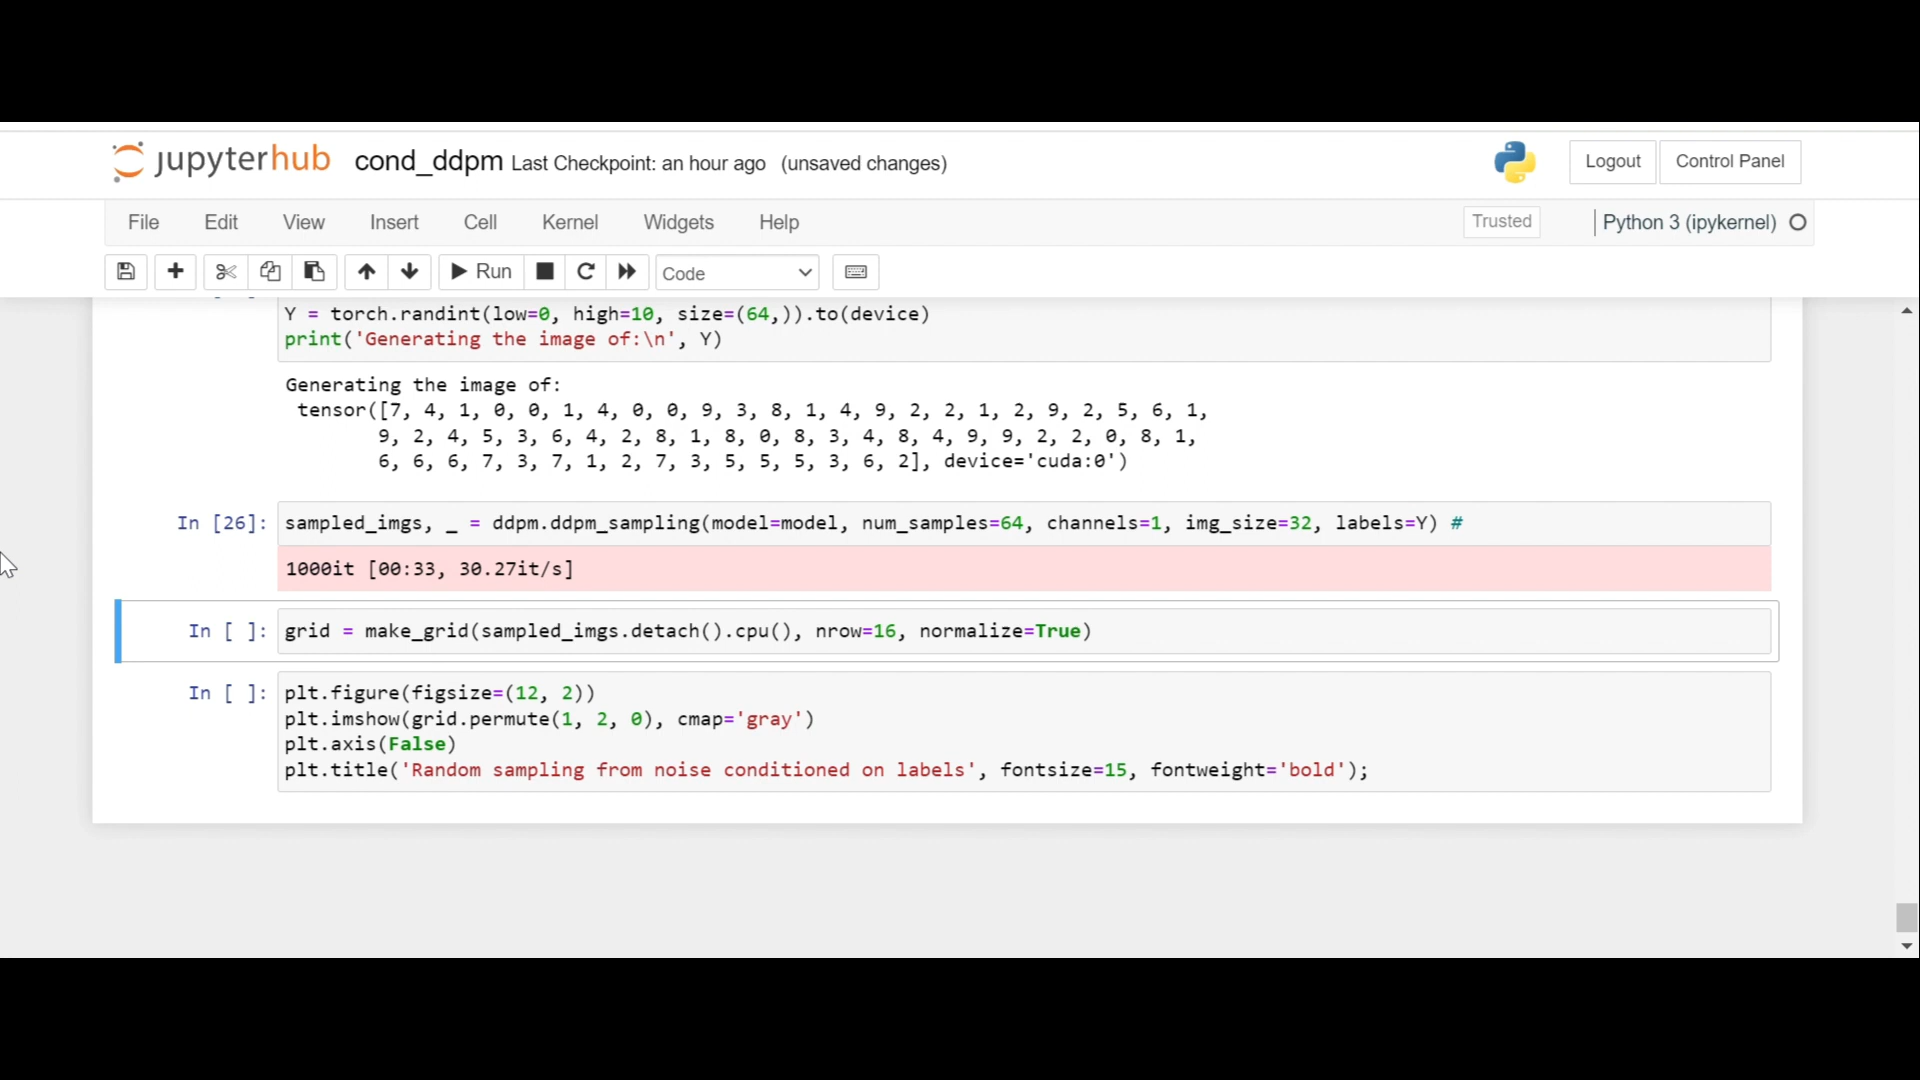 jupyterhub cond_ddpm Last Checkpoint: an hour ago (unsaved changes) Logout Control Panel
File Edit View Insert Cell Kernel Widgets Help Trusted Python 3 (ipykernel)
Run Code
Y = torch.randint(low=0, high=10, size=(64,)).to(device)
print('Generating the image of:\n', Y)
Generating the image of:
tensor([7, 4, 1, 0, 0, 1, 4, 0, 0, 9, 3, 8, 1, 4, 9, 2, 2, 1, 2, 9, 2, 5, 6, 1,
9, 2, 4, 5, 3, 6, 4, 2, 8, 1, 8, 0, 8, 3, 4, 8, 4, 9, 9, 2, 2, 0, 8, 1,
6, 6, 6, 7, 3, 7, 1, 2, 7, 3, 5, 5, 5, 3, 6, 2], device='cuda:0')
In [26]: sampled_imgs, _ = ddpm.ddpm_sampling(model=model, num_samples=64, channels=1, img_size=32, labels=Y) #
1000it [00:33, 30.27it/s]
In [ ]: grid = make_grid(sampled_imgs.detach().cpu(), nrow=16, normalize=True)
In [ ]: plt.figure(figsize=(12, 2))
plt.imshow(grid.permute(1, 2, 0), cmap='gray')
plt.axis(False)
plt.title('Random sampling from noise conditioned on labels', fontsize=15, fontweight='bold');